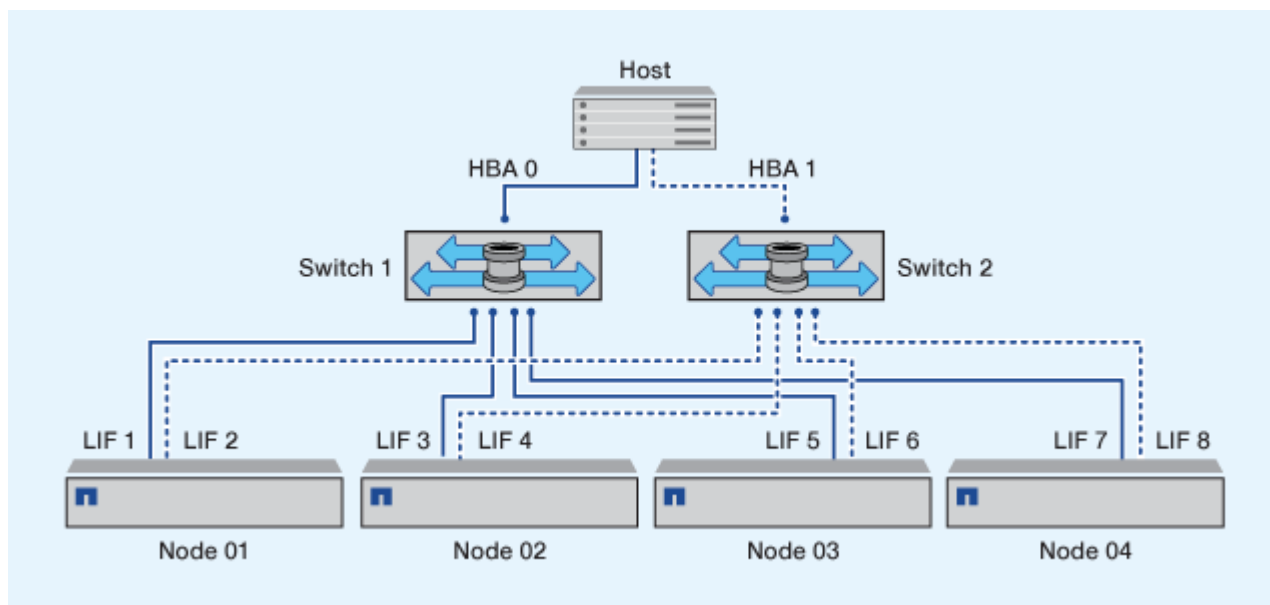 Host
HBA 0 HBA 1
Switch 1 Switch 2
LIF 1 LIF 2 LIF 3 LIF 4 LIF 5 LIF 6 LIF 7 LIF 8
Node 01 Node 02 Node 03 Node 04